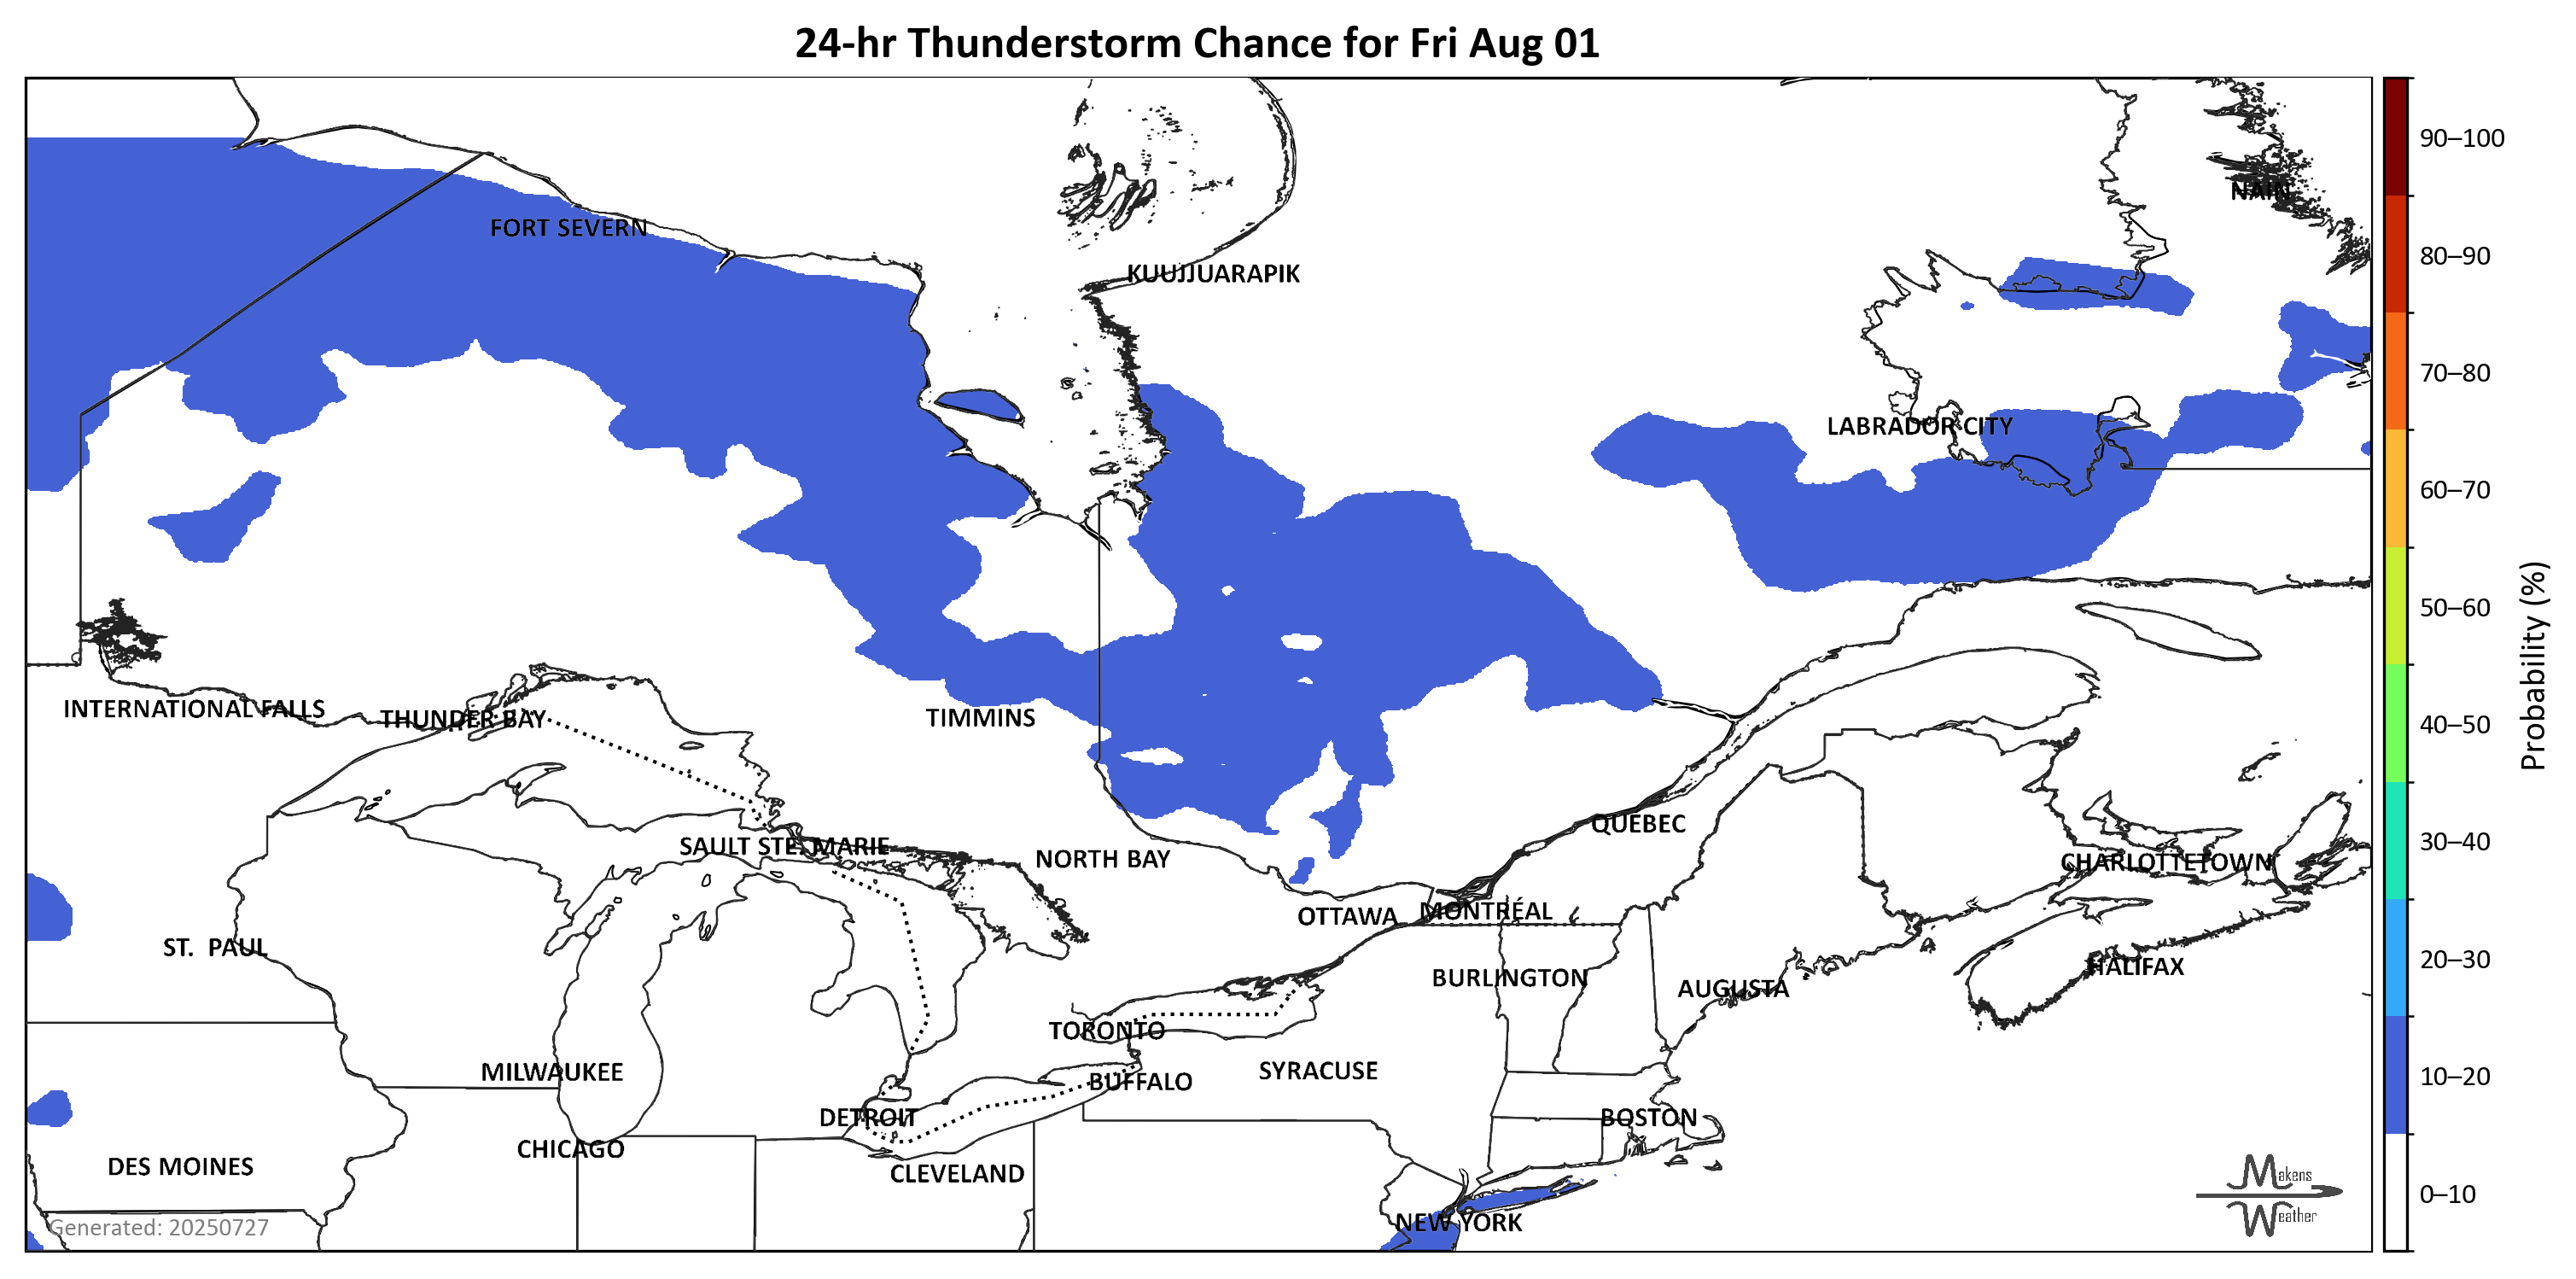 24-hr Thunderstorm Chance for Fri Aug 01
90–100
NAIN
FORT SEVERN
80–90
KUUJJUARAPIK
70–80
LABRADOR CITY
60–70
50–60
Probability (%)
INTERNATIONAL FALLS
THUNDER BAY
TIMMINS
40–50
QUEBEC
30–40
SAULT STE. MARIE
NORTH BAY
CHARLOTTETOWN
OTTAWA
MONTRÉAL
ST. PAUL
20–30
HALIFAX
BURLINGTON
AUGUSTA
TORONTO
MILWAUKEE
SYRACUSE
10–20
BUFFALO
DETROIT
BOSTON
CHICAGO
DES MOINES
CLEVELAND
Makens
Weather
0–10
NEW YORK
Generated: 20250727